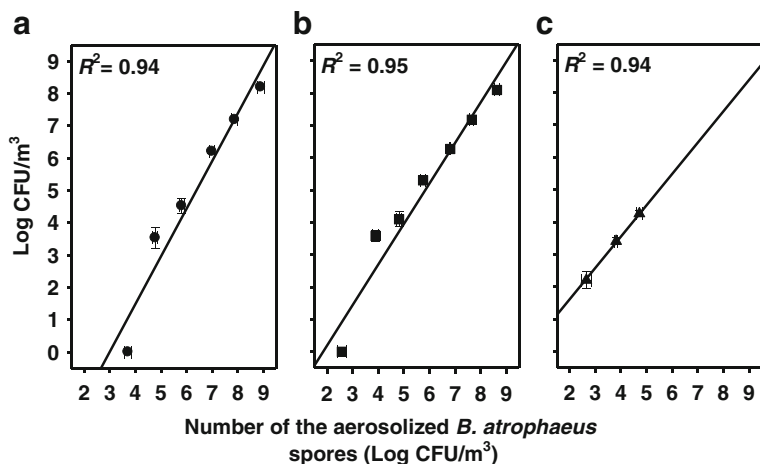 a b c
R² = 0.94 R² = 0.95 R² = 0.94
9
8
7
6
5
4
3
2
1
0
Log CFU/m³
2 3 4 5 6 7 8 9 2 3 4 5 6 7 8 9 2 3 4 5 6 7 8 9
Number of the aerosolized B. atrophaeus
spores (Log CFU/m³)